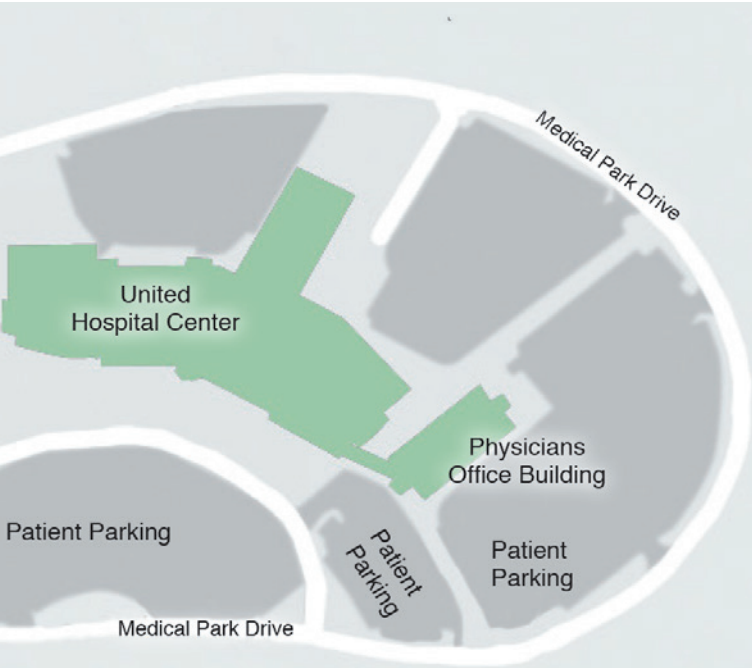 Medical Park Drive
United
Hospital Center
Physicians
Office Building
Patient Parking
Patient
Parking
Patient
Parking
Medical Park Drive